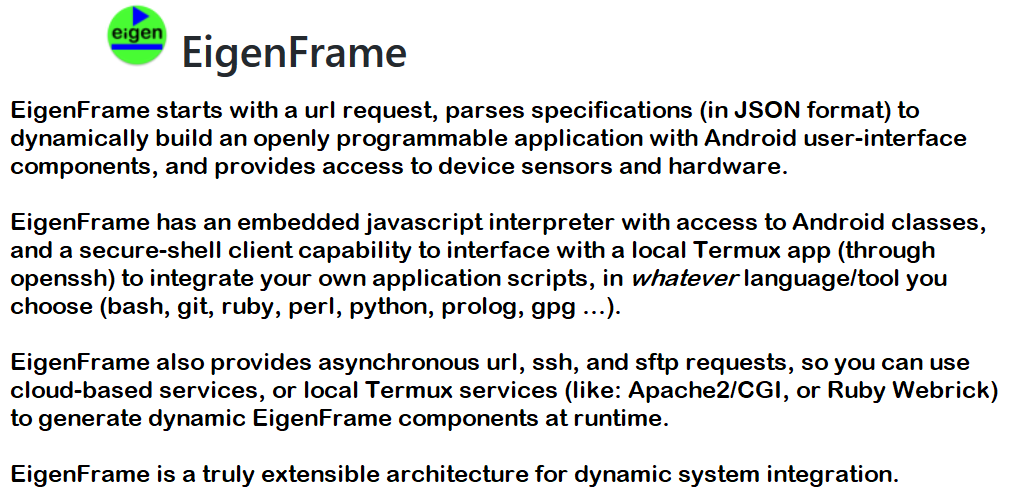 eigen
EigenFrame
EigenFrame starts with a url request, parses specifications (in JSON format) to
dynamically build an openly programmable application with Android user-interface
components, and provides access to device sensors and hardware.
EigenFrame has an embedded javascript interpreter with access to Android classes,
and a secure-shell client capability to interface with a local Termux app (through
openssh) to integrate your own application scripts, in whatever language/tool you
choose (bash, git, ruby, perl, python, prolog, gpg ...).
EigenFrame also provides asynchronous url, ssh, and sftp requests, so you can use
cloud-based services, or local Termux services (like: Apache2/CGI, or Ruby Webrick)
to generate dynamic EigenFrame components at runtime.
EigenFrame is a truly extensible architecture for dynamic system integration.